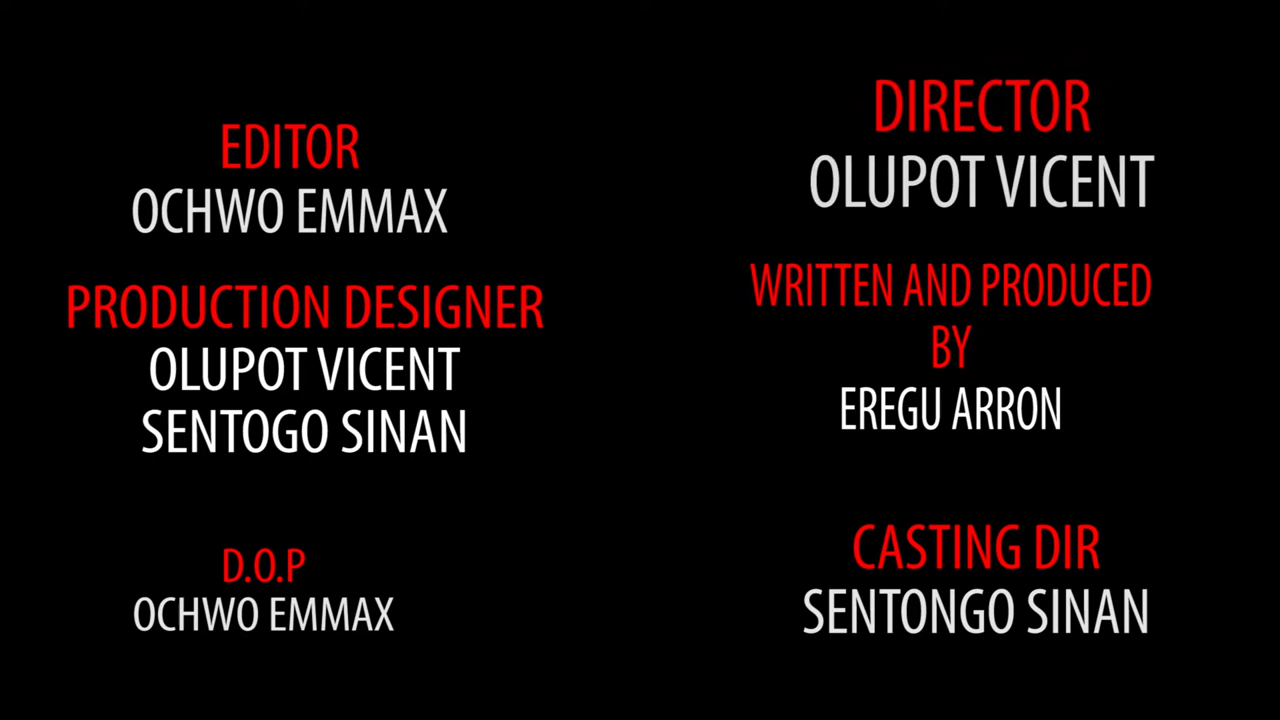 EDITOR
OCHWO EMMAX
PRODUCTION DESIGNER
OLUPOT VICENT
SENTOGO SINAN
D.O.P
OCHWO EMMAX
DIRECTOR
OLUPOT VICENT
WRITTEN AND PRODUCED
BY
EREGU ARRON
CASTING DIR
SENTONGO SINAN